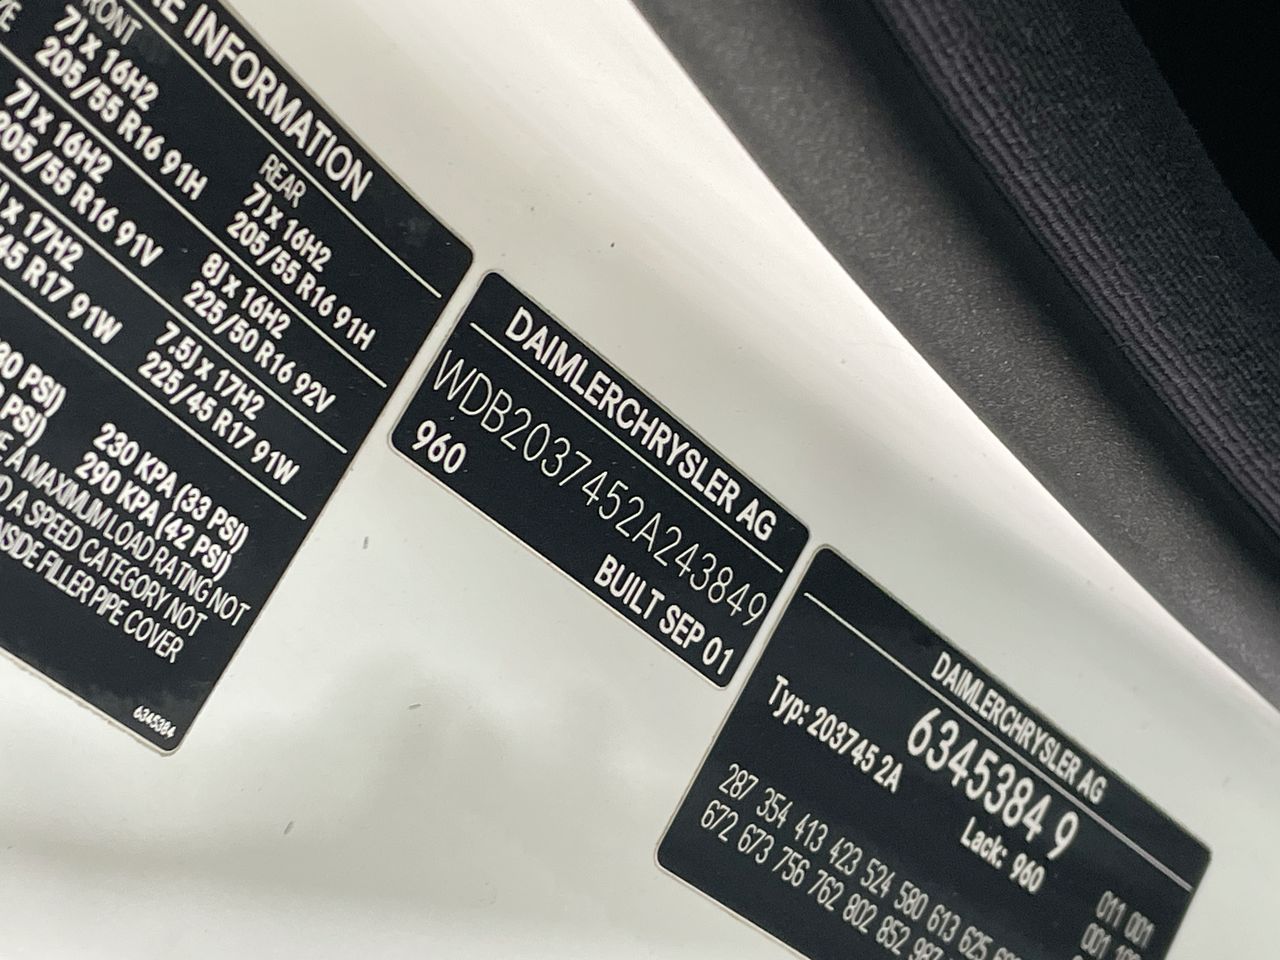 INFORMATION
FRONT
REAR
7J x 16H2
7J x 16H2
205/55 R16 91H
205/55 R16 91H
7J x 16H2
8J x 16H2
205/55 R16 91V
225/50 R16 92V
x 17H2
7.5J x 17H2
R17 91W
225/45 R17 91W
PSI)
230 KPA (33 PSI)
PSI)
290 KPA (42 PSI)
A MAXIMUM LOAD RATING NOT
A SPEED CATEGORY NOT
INSIDE FILLER PIPE COVER
6345384
DAIMLERCHRYSLER AG
WDB2037452A243849
960
BUILT SEP 01
DAIMLERCHRYSLER AG
6345384 9
Typ: 203745 2A
Lack: 960
287 354 413 423 524 580 613 625
011 001
672 673 756 762 802 852 987
001